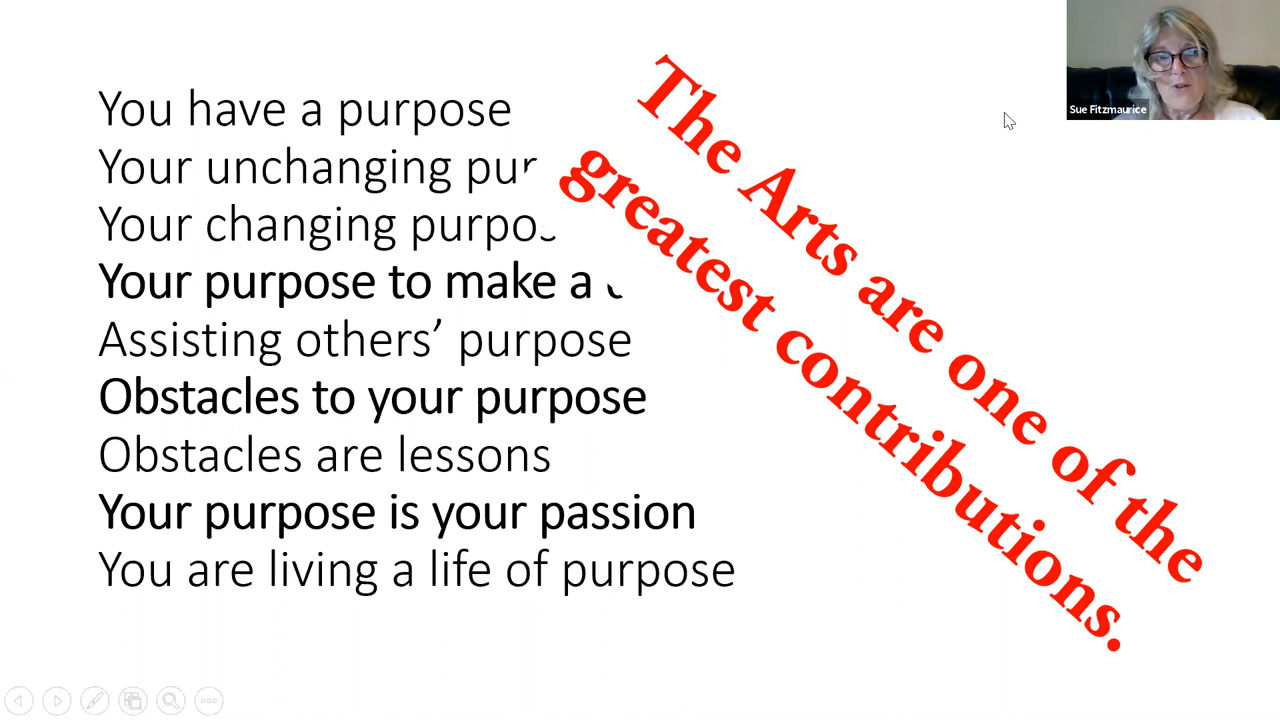 You have a purpose
Your unchanging
Your changing
Your purpose to make a
Assisting others’ purpose
Obstacles to your purpose
Obstacles are lessons
Your purpose is your passion
You are living a life of purpose
The Arts are one of the
greatest contributions.
Sue Fitzmaurice